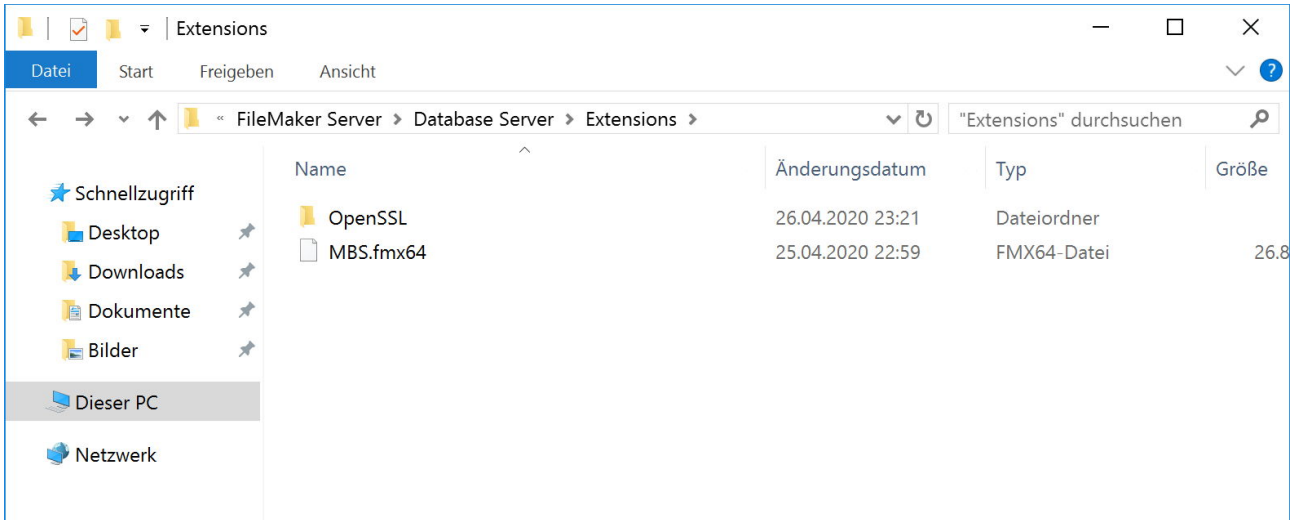 Extensions
Datei Start Freigeben Ansicht ?
« FileMaker Server > Database Server > Extensions > "Extensions" durchsuchen
Name Änderungsdatum Typ Größe
Schnellzugriff
Desktop
Downloads
Dokumente
Bilder
Dieser PC
Netzwerk
OpenSSL 26.04.2020 23:21 Dateiordner
MBS.fmx64 25.04.2020 22:59 FMX64-Datei 26.8